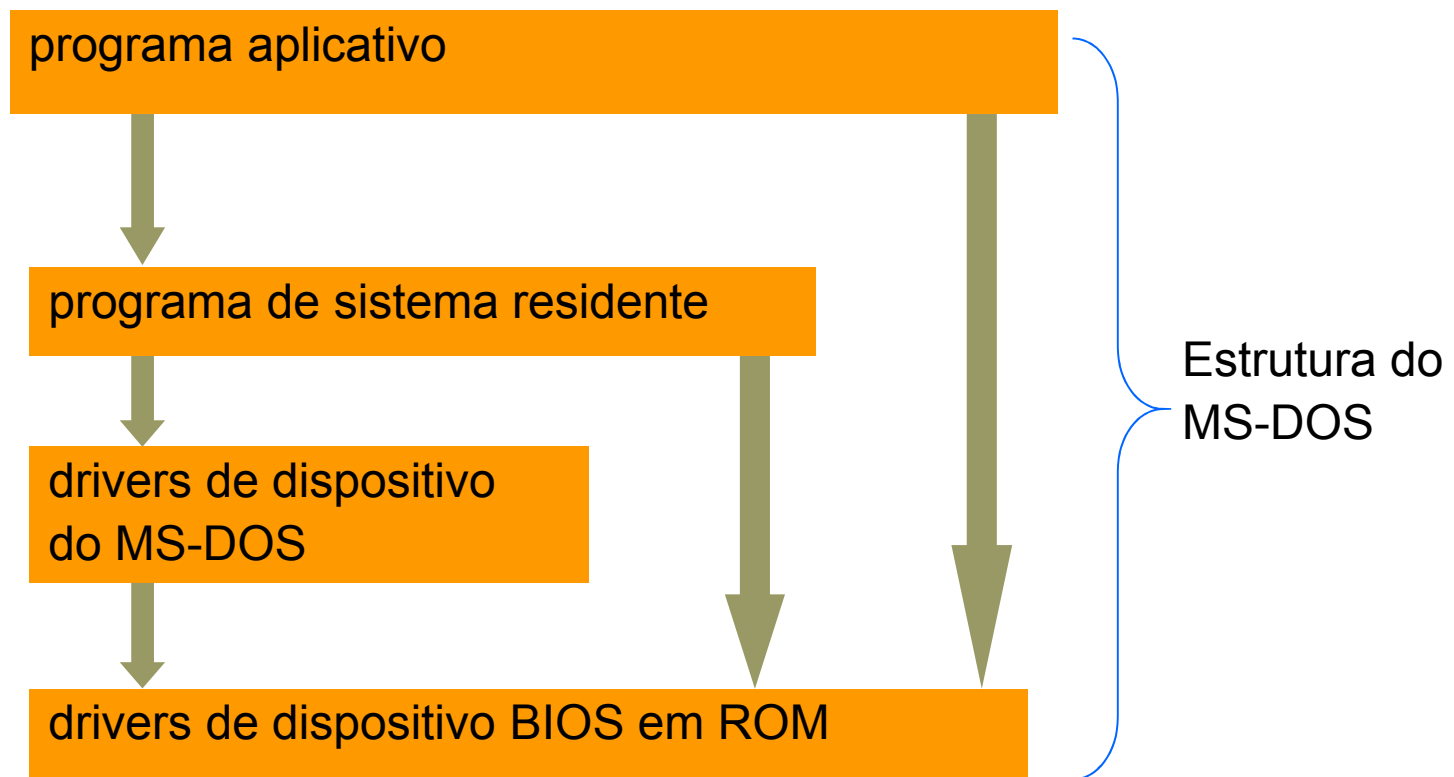 programa aplicativo
programa de sistema residente
Estrutura do
MS-DOS
drivers de dispositivo
do MS-DOS
drivers de dispositivo BIOS em ROM